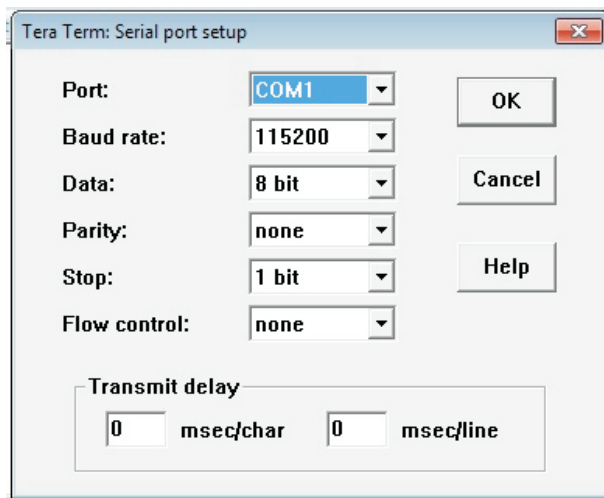 Tera Term: Serial port setup
Port: COM1 OK
Baud rate: 115200
Data: 8 bit Cancel
Parity: none
Stop: 1 bit Help
Flow control: none
Transmit delay
0 msec/char 0 msec/line